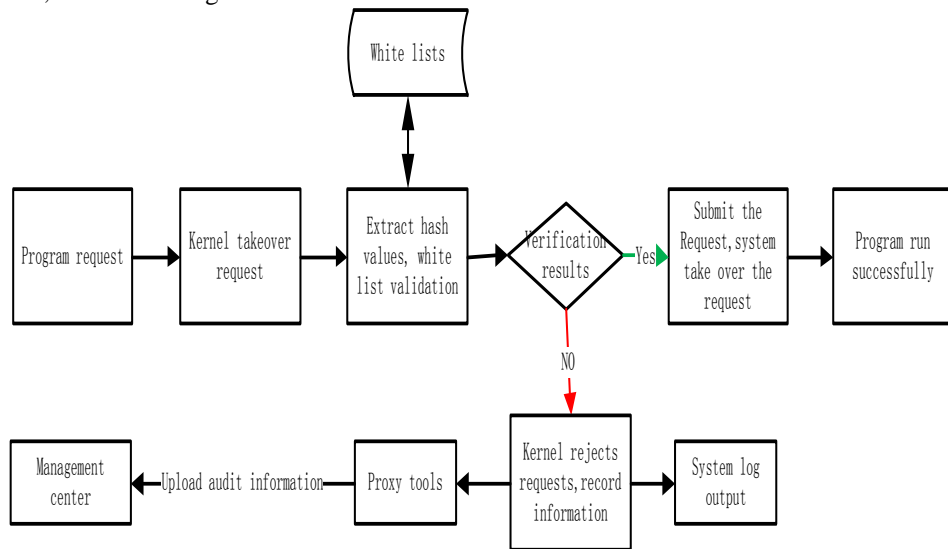 White lists
Program request
Kernel takeover
request
Extract hash
values, white
list validation
Verification
results
Yes
Submit the
Request,system
take over the
request
Program run
successfully
NO
Management
center
Upload audit information
Proxy tools
Kernel rejects
requests,record
information
System log
output